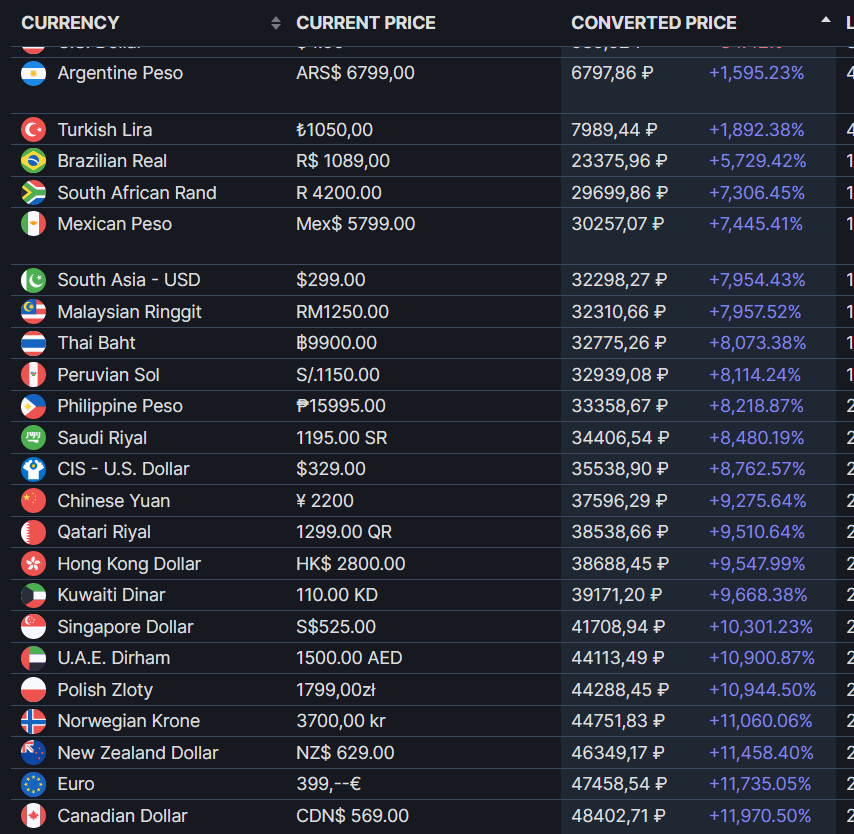 CURRENCY CURRENT PRICE CONVERTED PRICE L
Argentine Peso ARS$ 6799,00 6797,86 ₽ +1,595.23% 4
Turkish Lira ₺1050,00 7989,44 ₽ +1,892.38% 4
Brazilian Real R$ 1089,00 23375,96 ₽ +5,729.42% 1
South African Rand R 4200.00 29699,86 ₽ +7,306.45% 1
Mexican Peso Mex$ 5799.00 30257,07 ₽ +7,445.41% 1
South Asia - USD $299.00 32298,27 ₽ +7,954.43% 1
Malaysian Ringgit RM1250.00 32310,66 ₽ +7,957.52% 1
Thai Baht ฿9900.00 32775,26 ₽ +8,073.38% 1
Peruvian Sol S/.1150.00 32939,08 ₽ +8,114.24% 1
Philippine Peso ₱15995.00 33358,67 ₽ +8,218.87% 2
Saudi Riyal 1195.00 SR 34406,54 ₽ +8,480.19% 2
CIS - U.S. Dollar $329.00 35538,90 ₽ +8,762.57% 2
Chinese Yuan ¥ 2200 37596,29 ₽ +9,275.64% 2
Qatari Riyal 1299.00 QR 38538,66 ₽ +9,510.64% 2
Hong Kong Dollar HK$ 2800.00 38688,45 ₽ +9,547.99% 2
Kuwaiti Dinar 110.00 KD 39171,20 ₽ +9,668.38% 2
Singapore Dollar S$525.00 41708,94 ₽ +10,301.23% 2
U.A.E. Dirham 1500.00 AED 44113,49 ₽ +10,900.87% 2
Polish Zloty 1799,00zł 44288,45 ₽ +10,944.50% 2
Norwegian Krone 3700,00 kr 44751,83 ₽ +11,060.06% 2
New Zealand Dollar NZ$ 629.00 46349,17 ₽ +11,458.40% 2
Euro 399,--€ 47458,54 ₽ +11,735.05% 2
Canadian Dollar CDN$ 569.00 48402,71 ₽ +11,970.50% 2